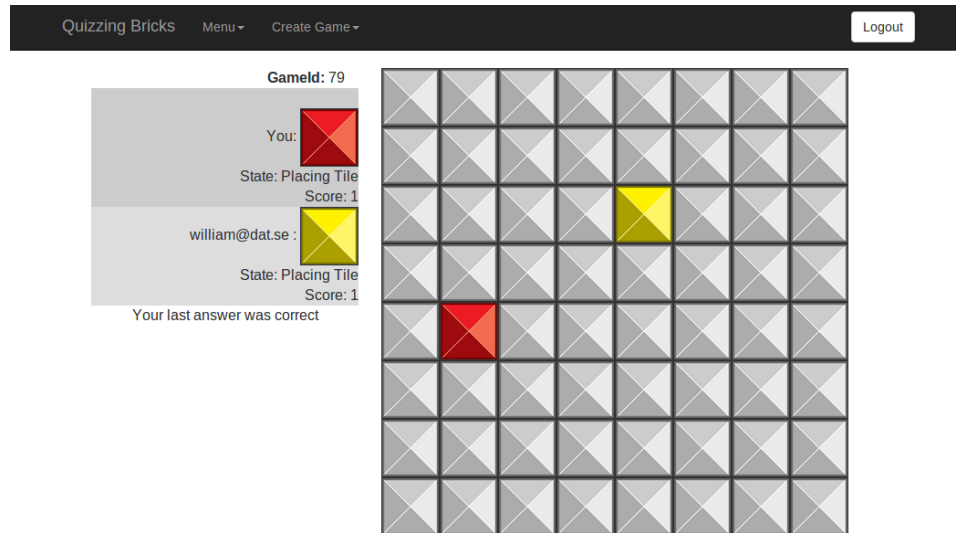 Quizzing Bricks Menu Create Game Logout
GameId: 79
You:
State: Placing Tile
Score: 1
william@dat.se :
State: Placing Tile
Score: 1
Your last answer was correct